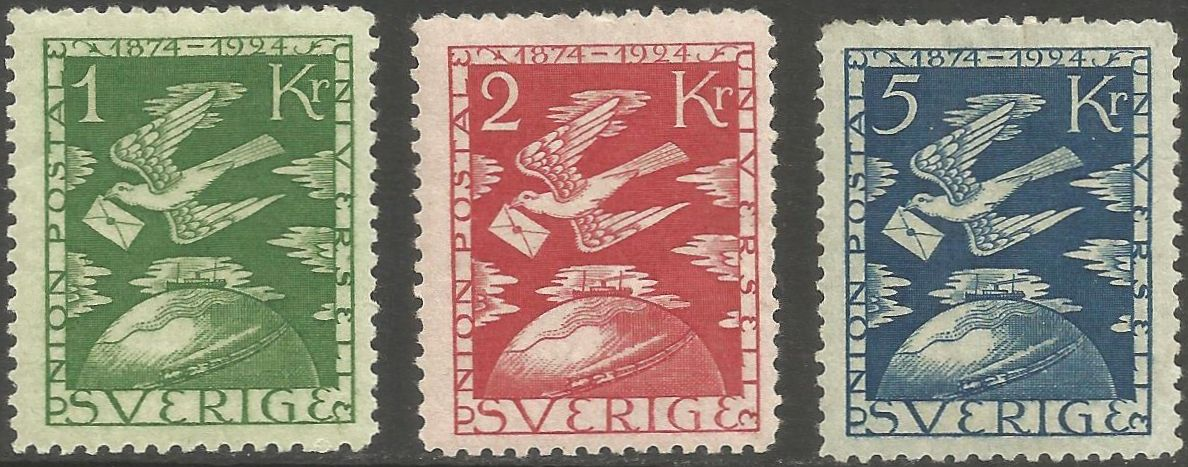 1874-1924
1 Kr
UNION POSTALE
UNIVERSELLE
SVERIGE
1874-1924
2 Kr
UNION POSTALE
UNIVERSELLE
SVERIGE
1874-1924
5 Kr
UNION POSTALE
UNIVERSELLE
SVERIGE